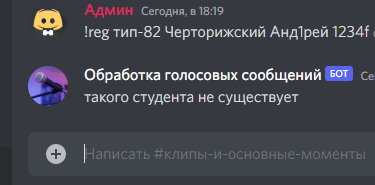 Админ Сегодня, в 18:19
!reg тип-82 Черторижский Анд1рей 1234f
Обработка голосовых сообщений БОТ
такого студента не существует
Написать #клипы-и-основные-моменты